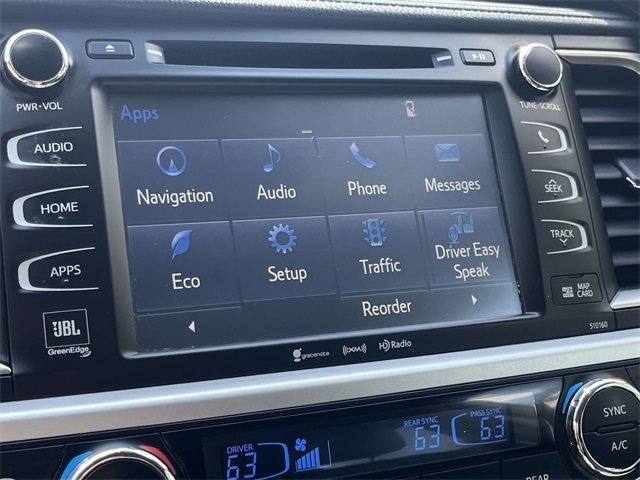 PWR•VOL
TUNE•SCROLL
AUDIO
HOME
APPS
JBL
GreenEdge
Apps
Navigation
Audio
Phone
Messages
Eco
Setup
Traffic
Driver Easy
Speak
Reorder
SEEK
TRACK
MAP
CARD
510160
gracenote
((XM))
HD Radio
DRIVER
63
REAR SYNC
63
PASS SYNC
63
SYNC
A/C
REAR